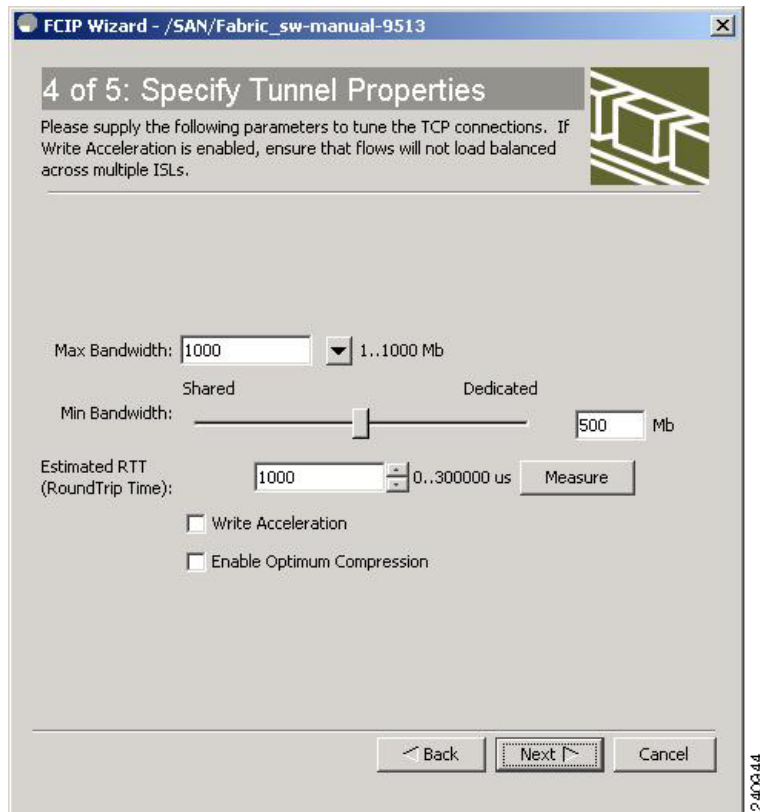 FCIP Wizard - /SAN/Fabric_sw-manual-9513
4 of 5: Specify Tunnel Properties
Please supply the following parameters to tune the TCP connections. If
Write Acceleration is enabled, ensure that flows will not load balanced
across multiple ISLs.
Max Bandwidth: 1000 1..1000 Mb
Shared Dedicated
Min Bandwidth: 500 Mb
Estimated RTT
(RoundTrip Time): 1000 0..300000 us Measure
Write Acceleration
Enable Optimum Compression
Back Next Cancel
240944